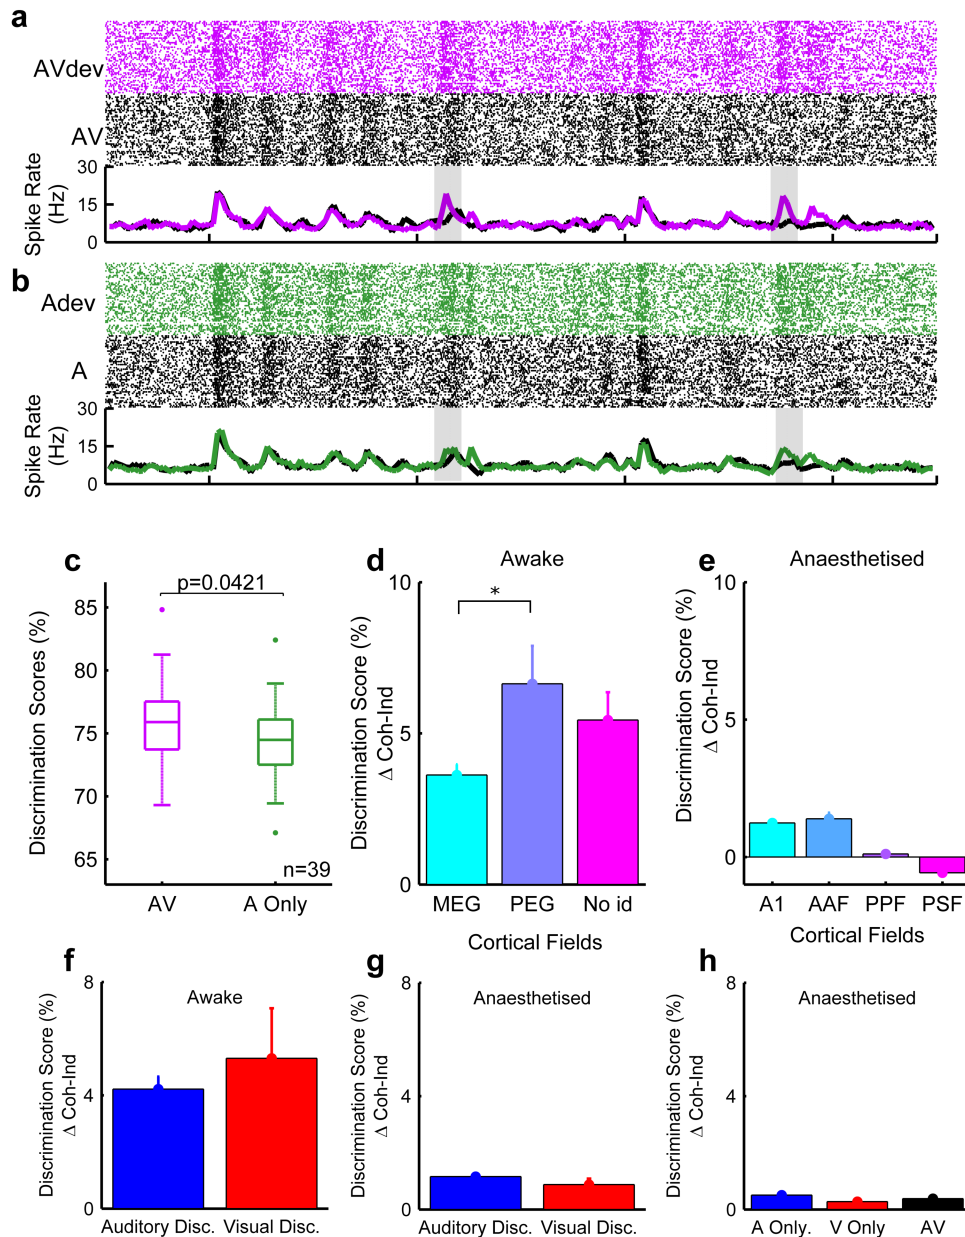 a
AVdev
AV
30
15
0
Spike Rate
(Hz)
b
Adev
A
30
15
0
Spike Rate
(Hz)
c
p=0.0421
85
80
75
70
65
Discrimination Scores (%)
n=39
AV
A Only
d
Awake
*
10
5
0
Discrimination Score (%)
Δ Coh-Ind
MEG
PEG
No id
Cortical Fields
e
Anaesthetised
10
5
0
Discrimination Score (%)
Δ Coh-Ind
A1
AAF
PPF
PSF
Cortical Fields
f
Awake
8
4
0
Discrimination Score (%)
Δ Coh-Ind
Auditory Disc.
Visual Disc.
g
Anaesthetised
8
4
0
Discrimination Score (%)
Δ Coh-Ind
Auditory Disc.
Visual Disc.
h
Anaesthetised
8
4
0
Discrimination Score (%)
Δ Coh-Ind
A Only.
V Only
AV